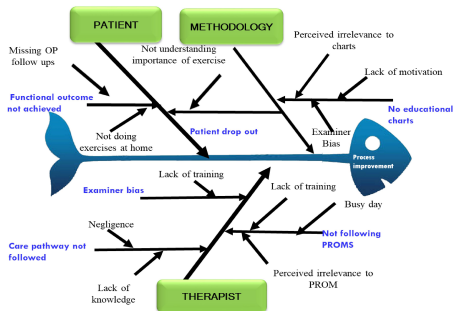 PATIENT
METHODOLOGY
Missing OP
follow ups
Not understanding
importance of exercise
Perceived irrelevance to
charts
Lack of motivation
Functional outcome
not achieved
No educational
charts
Not doing
exercises at home
Patient drop out
Examiner
Bias
Process
improvement
Examiner bias
Lack of training
Lack of training
Busy day
Negligence
Care pathway not
followed
Not following
PROMS
Lack of
knowledge
Perceived irrelevance to
PROM
THERAPIST